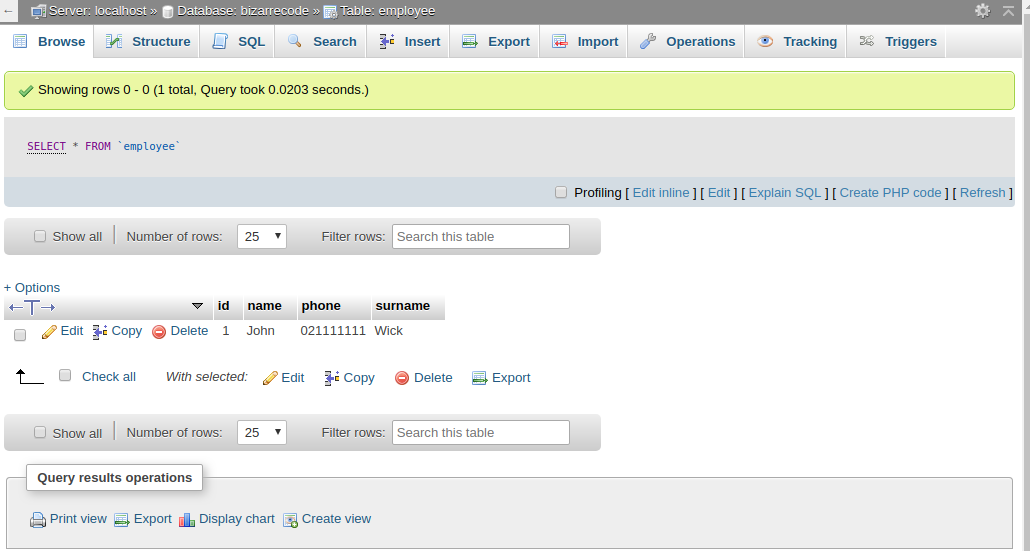 Server: localhost » Database: bizarrecode » Table: employee
Browse Structure SQL Search Insert Export Import Operations Tracking Triggers
Showing rows 0 - 0 (1 total, Query took 0.0203 seconds.)
SELECT * FROM `employee`
Profiling [ Edit inline ] [ Edit ] [ Explain SQL ] [ Create PHP code ] [ Refresh ]
Show all Number of rows: 25 Filter rows: Search this table
+ Options
id name phone surname
Edit Copy Delete 1 John 021111111 Wick
Check all With selected: Edit Copy Delete Export
Show all Number of rows: 25 Filter rows: Search this table
Query results operations
Print view Export Display chart Create view